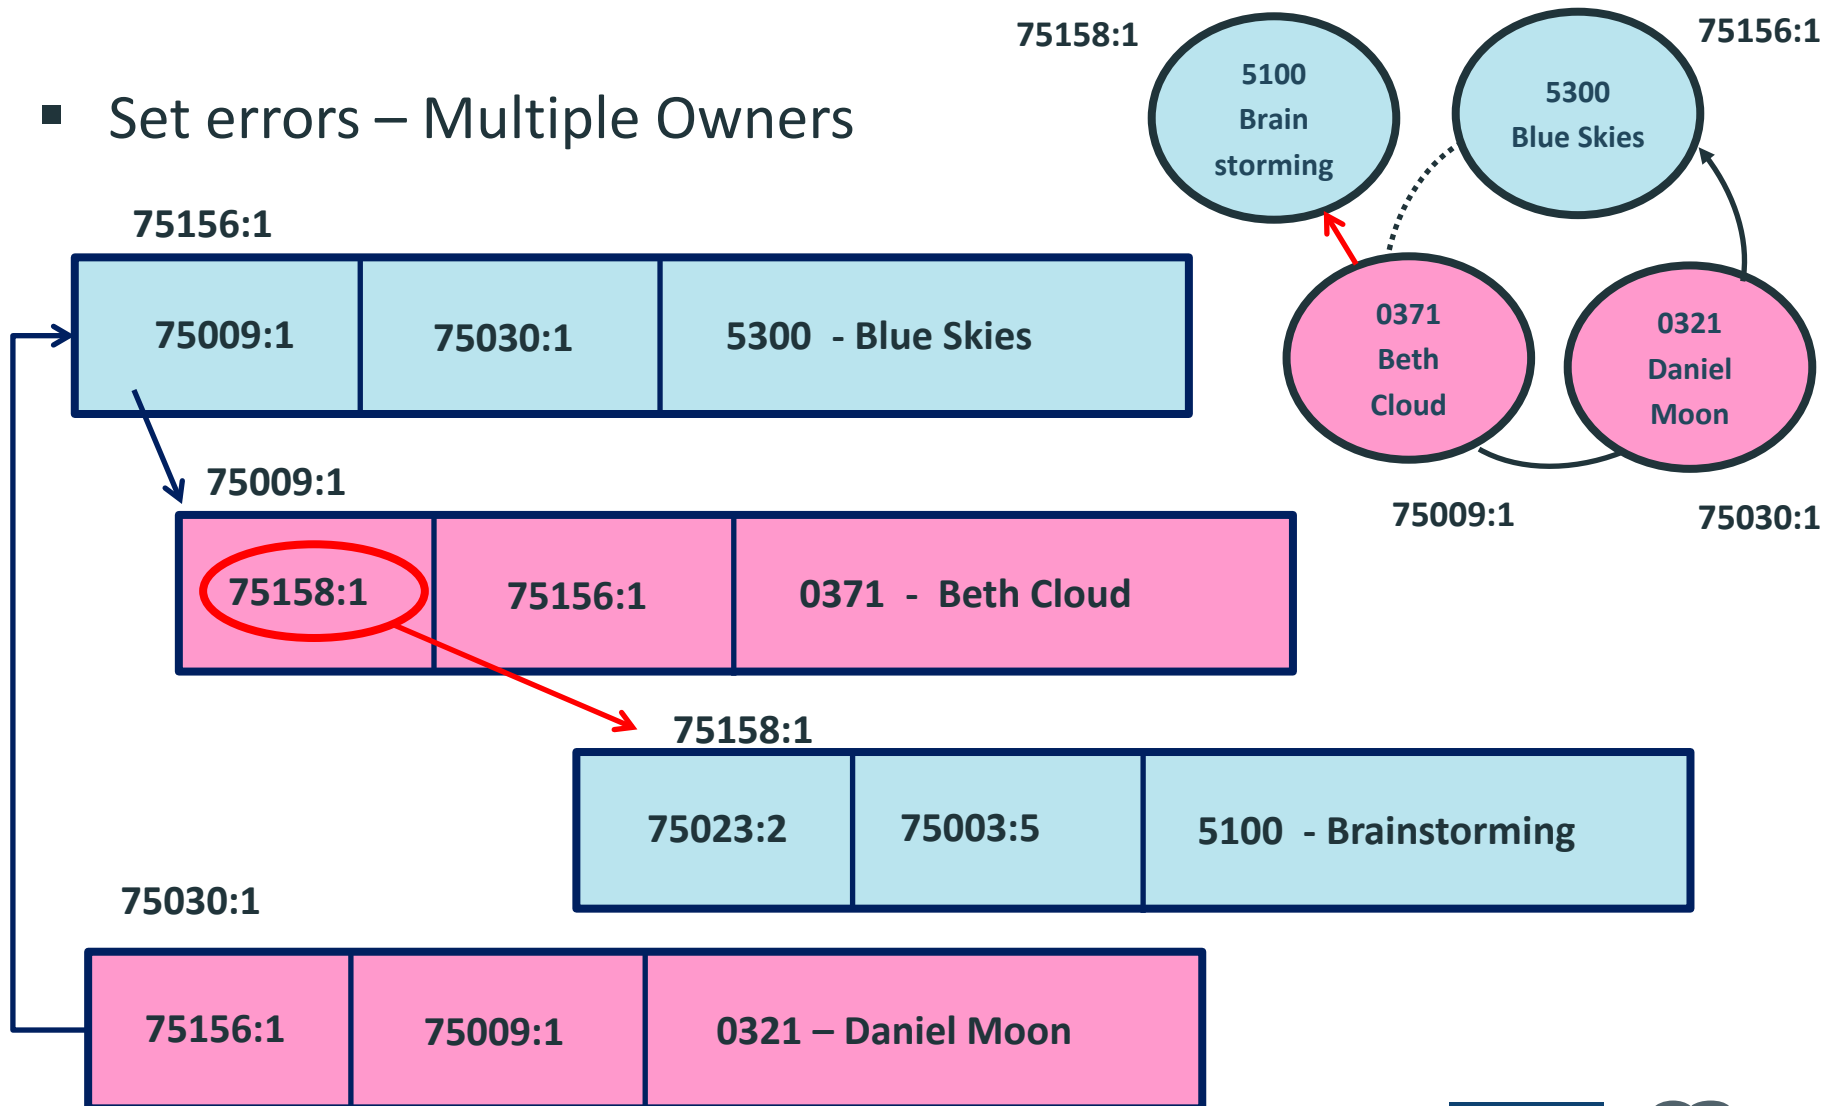 ▪ Set errors – Multiple Owners
75158:1
5100
Brain
storming
75156:1
5300
Blue Skies
0371
Beth
Cloud
0321
Daniel
Moon
75009:1
75030:1
75156:1
75009:1 75030:1 5300 - Blue Skies
75009:1
75158:1 75156:1 0371 - Beth Cloud
75158:1
75023:2 75003:5 5100 - Brainstorming
75030:1
75156:1 75009:1 0321 – Daniel Moon